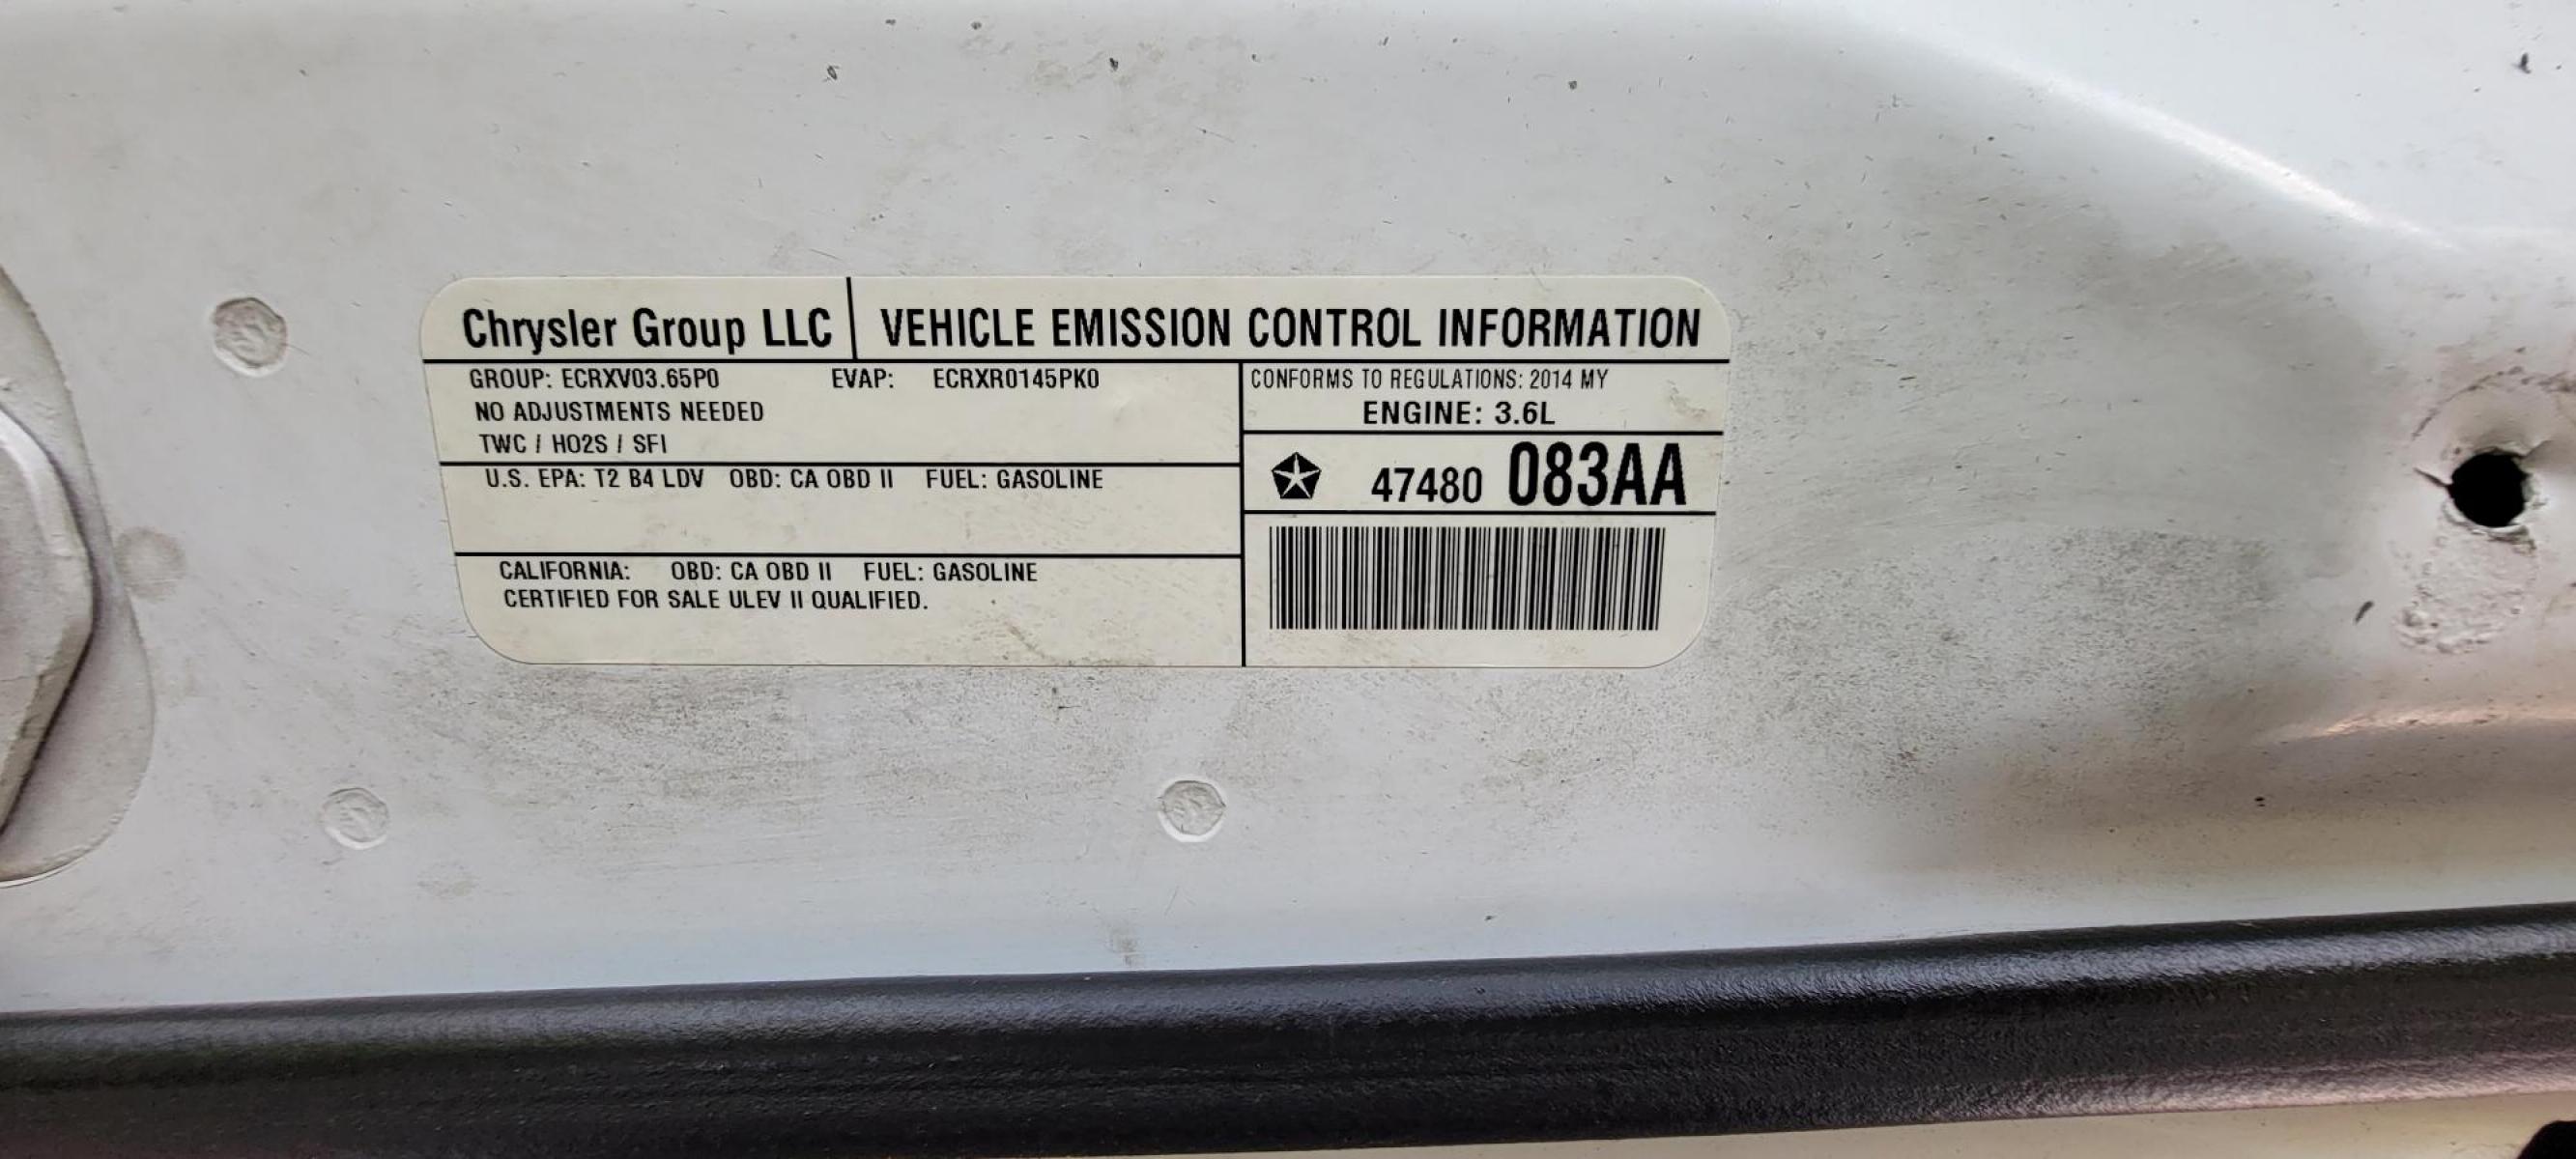 Chrysler Group LLC VEHICLE EMISSION CONTROL INFORMATION
GROUP: ECRXV03.65P0 EVAP: ECRXR0145PK0
NO ADJUSTMENTS NEEDED
TWC / HO2S / SFI
U.S. EPA: T2 B4 LDV OBD: CA OBD II FUEL: GASOLINE
CALIFORNIA: OBD: CA OBD II FUEL: GASOLINE
CERTIFIED FOR SALE ULEV II QUALIFIED.
CONFORMS TO REGULATIONS: 2014 MY
ENGINE: 3.6L
47480 083AA